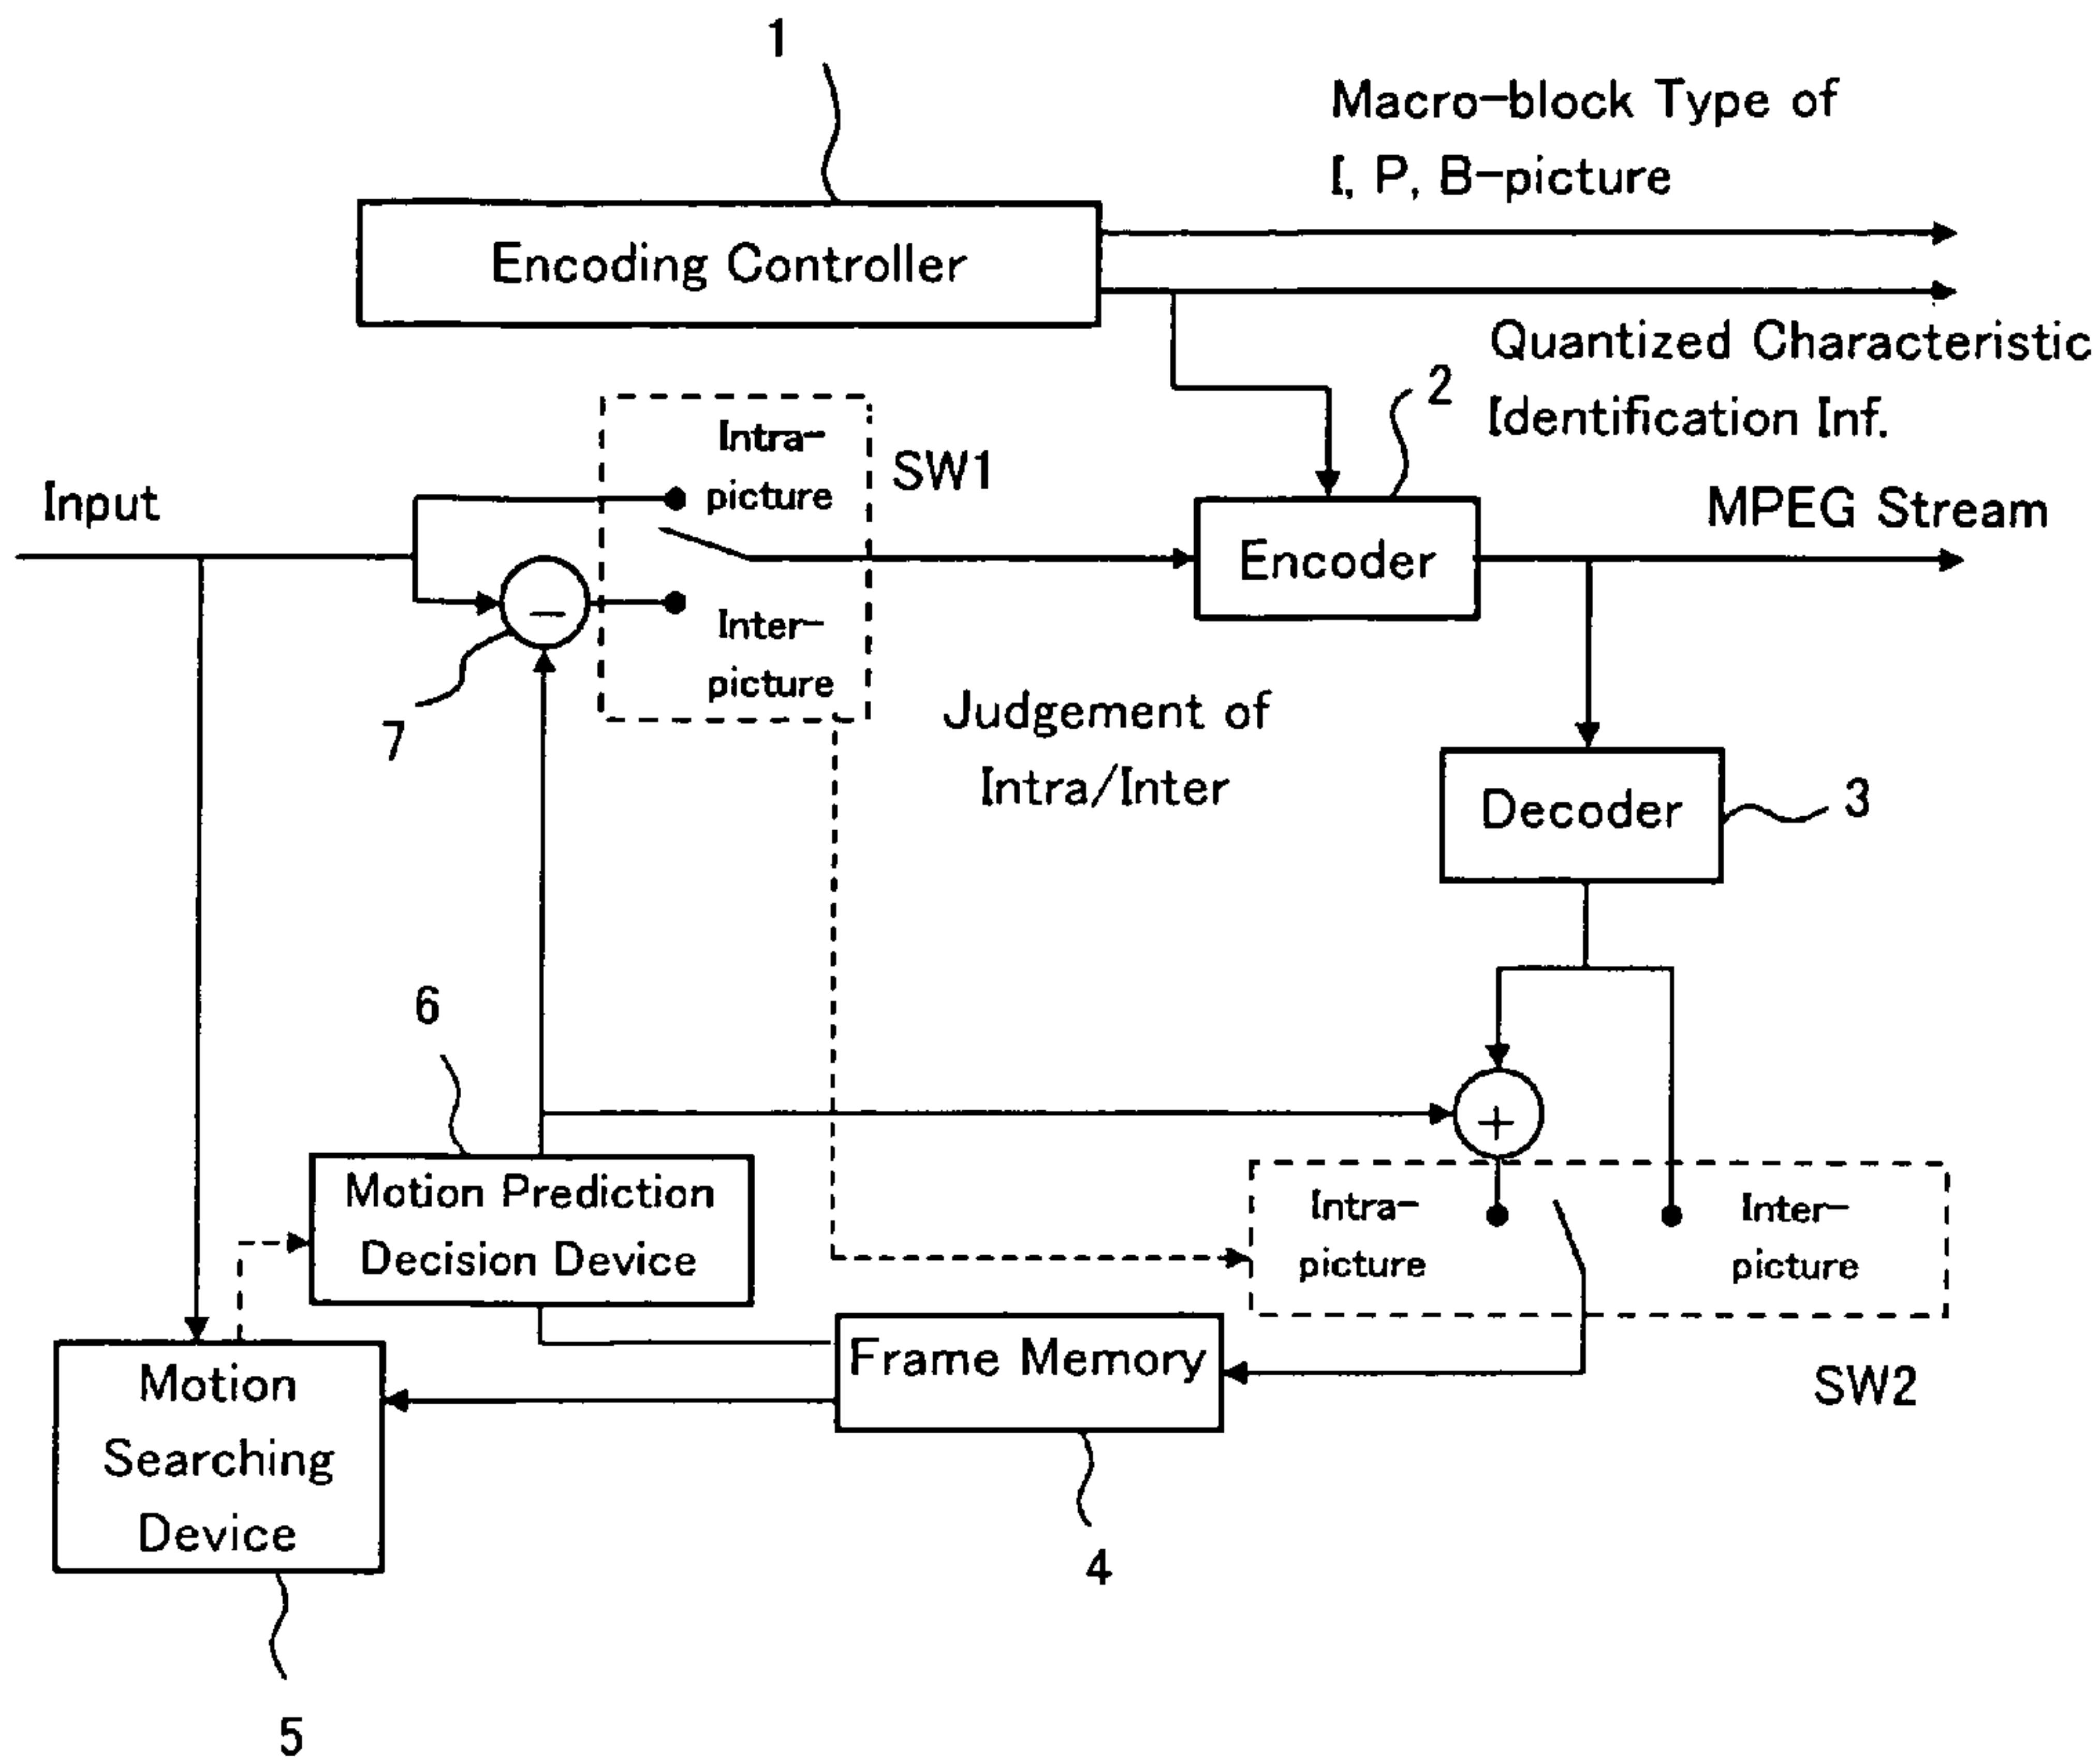 1
Macro-block Type of
I, P, B-picture
Encoding Controller
Quantized Characteristic
Identification Inf.
2
Intra-
picture
SW1
Input
MPEG Stream
Encoder
−
Inter-
picture
7
Judgement of
Intra/Inter
Decoder
3
6
+
Motion Prediction
Decision Device
Intra-
picture
Inter-
picture
Frame Memory
SW2
Motion
Searching
Device
4
5